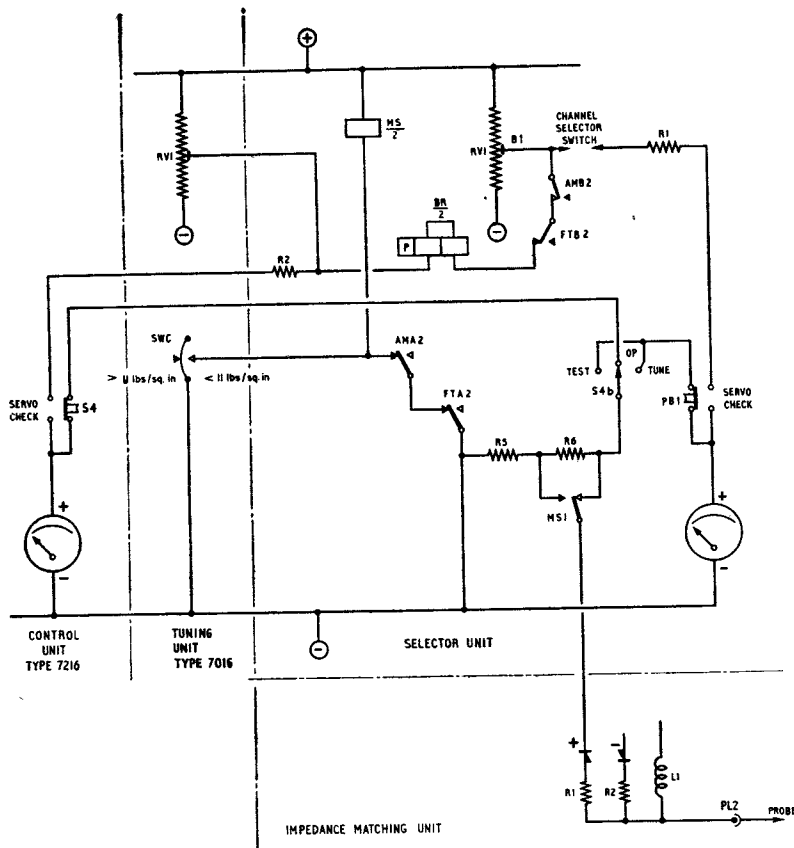 +
MS
2
RV1
RV1
B1
CHANNEL
SELECTOR
SWITCH
R1
AMB2
BR
2
FTB2
P
−
−
R2
SWC
AMA2
TEST
OP
TUNE
> 11 lbs/sq.in
< 11 lbs/sq.in
SERVO
CHECK
S4
FTA2
S4b
PB1
SERVO
CHECK
R5
R6
MS1
+
−
+
−
CONTROL
UNIT
TYPE 7216
TUNING
UNIT
TYPE 7016
−
SELECTOR UNIT
+
−
R1
R2
L1
PL2
PROBE
IMPEDANCE MATCHING UNIT